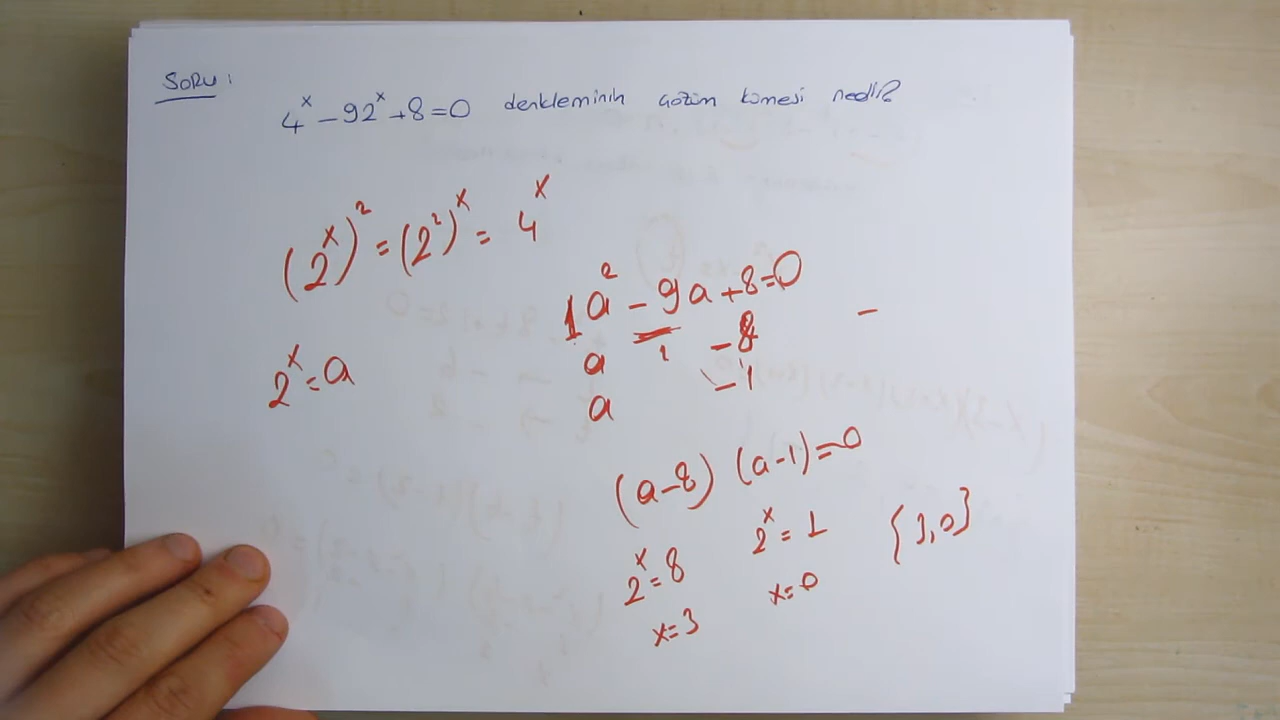 SORU:
4^x - 92^x + 8 = 0 denkleminin çözüm kümesi nedir?
(2^x)^2 = (2^2)^x = 4^x
1a^2 - 9a + 8 = 0
a -8
2^x = a
a -1
(a-8) (a-1) = 0
2^x = 8 2^x = 1 {3,0}
x = 3 x = 0